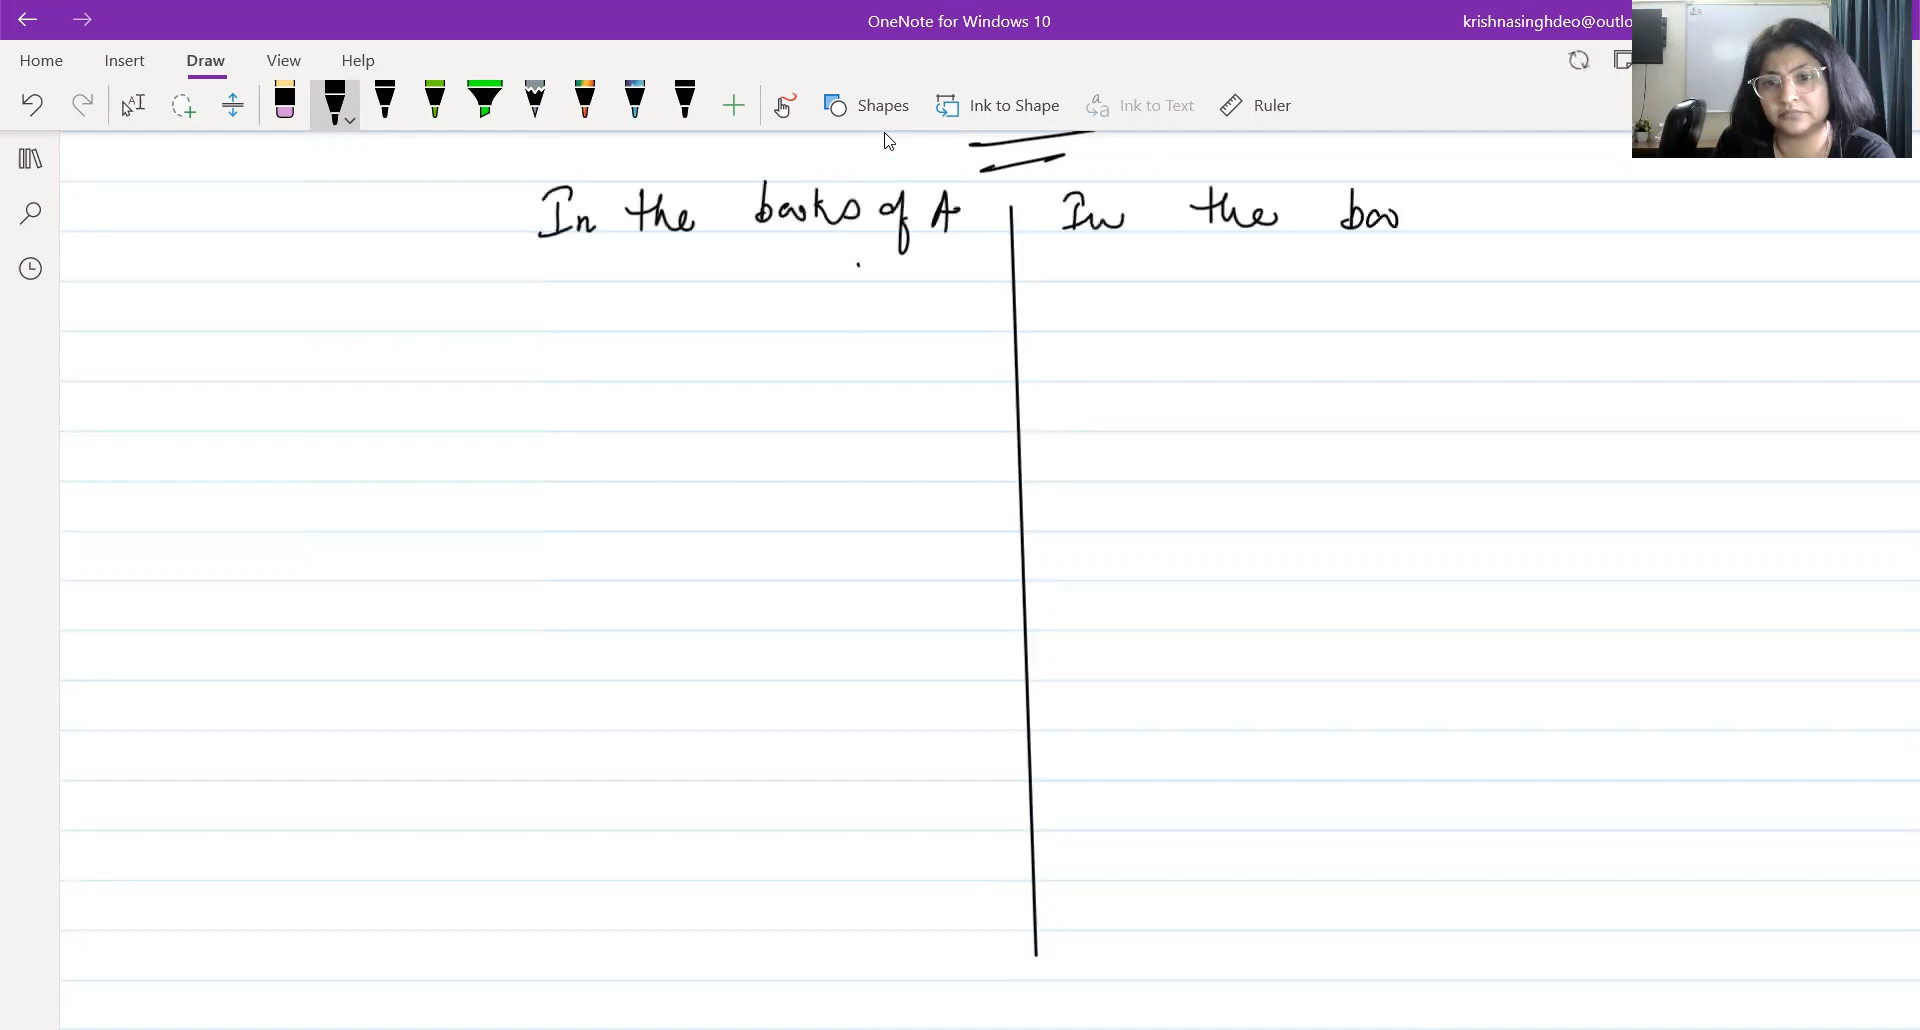 OneNote for Windows 10
krishnasinghdeo@outlo
Home Insert Draw View Help
Shapes Ink to Shape Ink to Text Ruler
In the books of A
In the boo